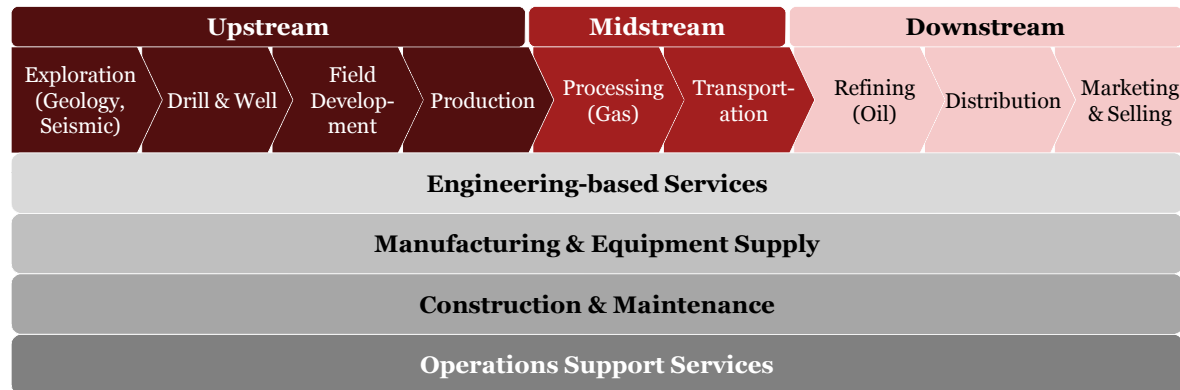 Upstream
Midstream
Downstream
Exploration
(Geology,
Seismic)
Drill & Well
Field
Develop-
ment
Production
Processing
(Gas)
Transport-
ation
Refining
(Oil)
Distribution
Marketing
& Selling
Engineering-based Services
Manufacturing & Equipment Supply
Construction & Maintenance
Operations Support Services